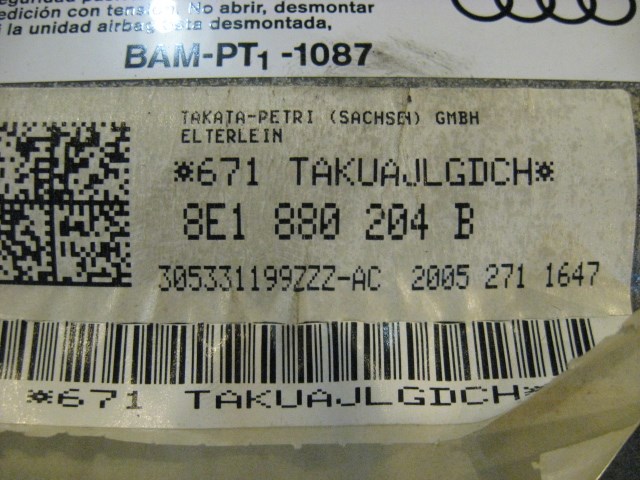 edición con tensión. No abrir, desmontar
la unidad airbag esta desmontada,
BAM-PT1 -1087
TAKATA-PETRI (SACHSEN) GMBH
ELTERLEIN
*671 TAKUAJLGDCH*
8E1 880 204 B
305331199ZZZ-AC 2005 271 1647
*671 TAKUAJLGDCH*